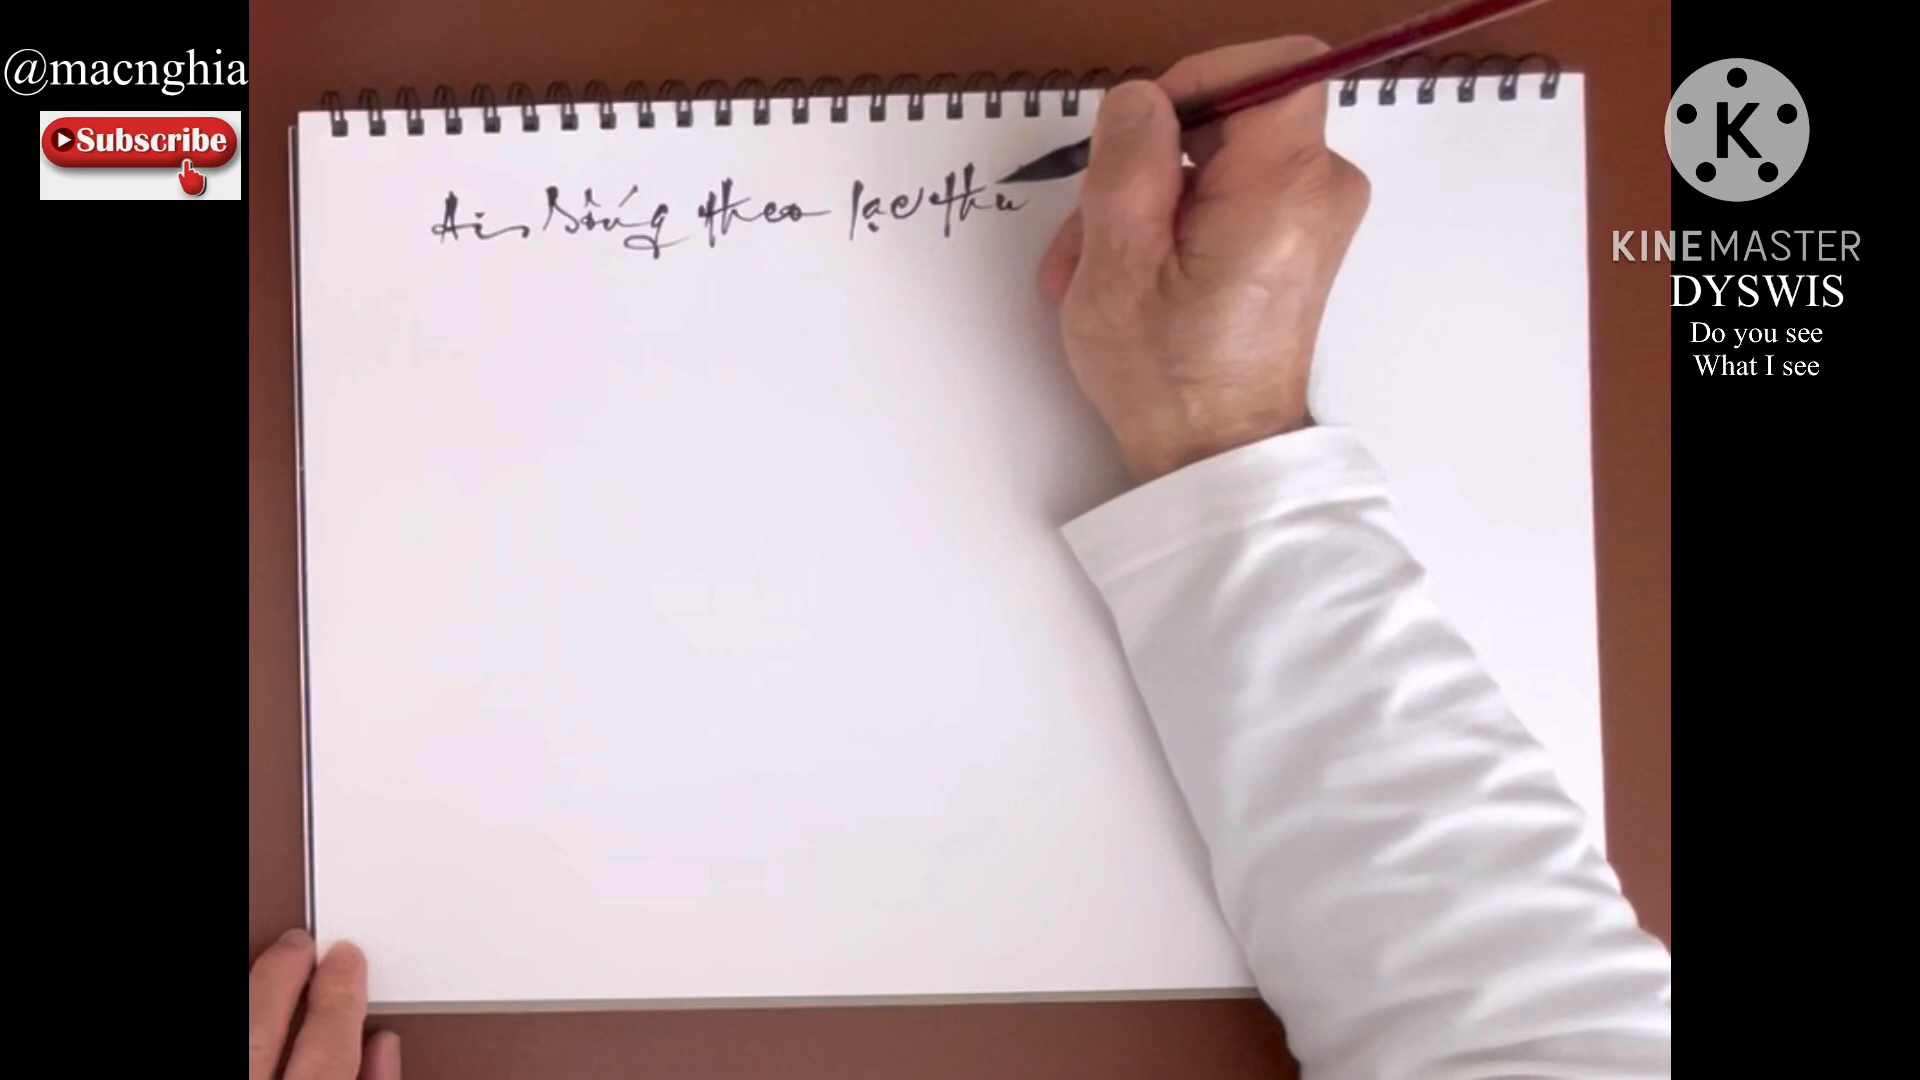 @macnghia
Subscribe
Ai sống theo lạc thú
K
KINEMASTER
DYSWIS
Do you see
What I see